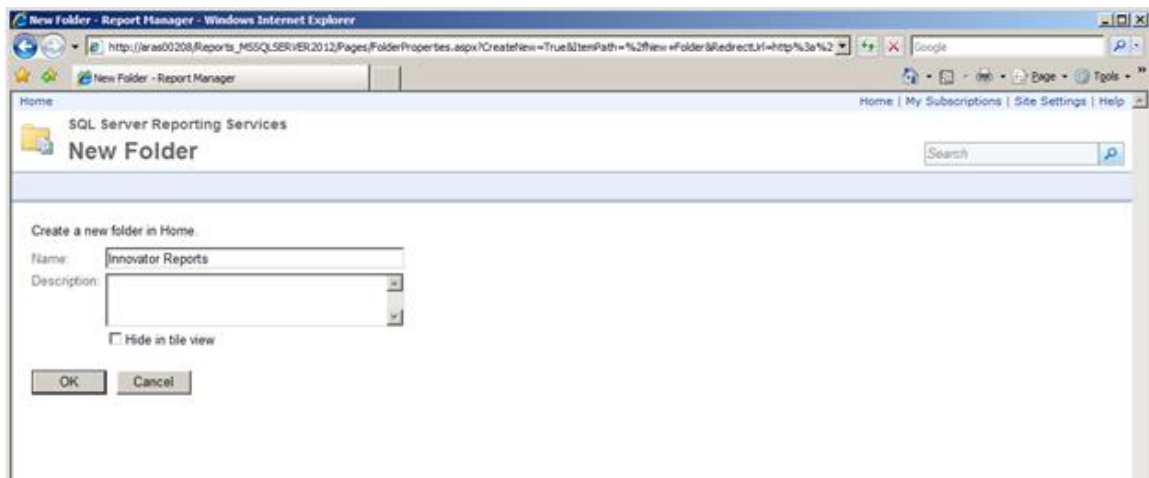 New Folder - Report Manager - Windows Internet Explorer
http://aras00208/Reports_MSSQLSERVER2012/Pages/FolderProperties.aspx?CreateNew=True&ItemPath=%2fNew+Folder&RedirectUrl=http%3a%2
Google
New Folder - Report Manager
Page
Tools
Home
Home | My Subscriptions | Site Settings | Help
SQL Server Reporting Services
New Folder
Search
Create a new folder in Home.
Name: Innovator Reports
Description:
Hide in tile view
OK Cancel